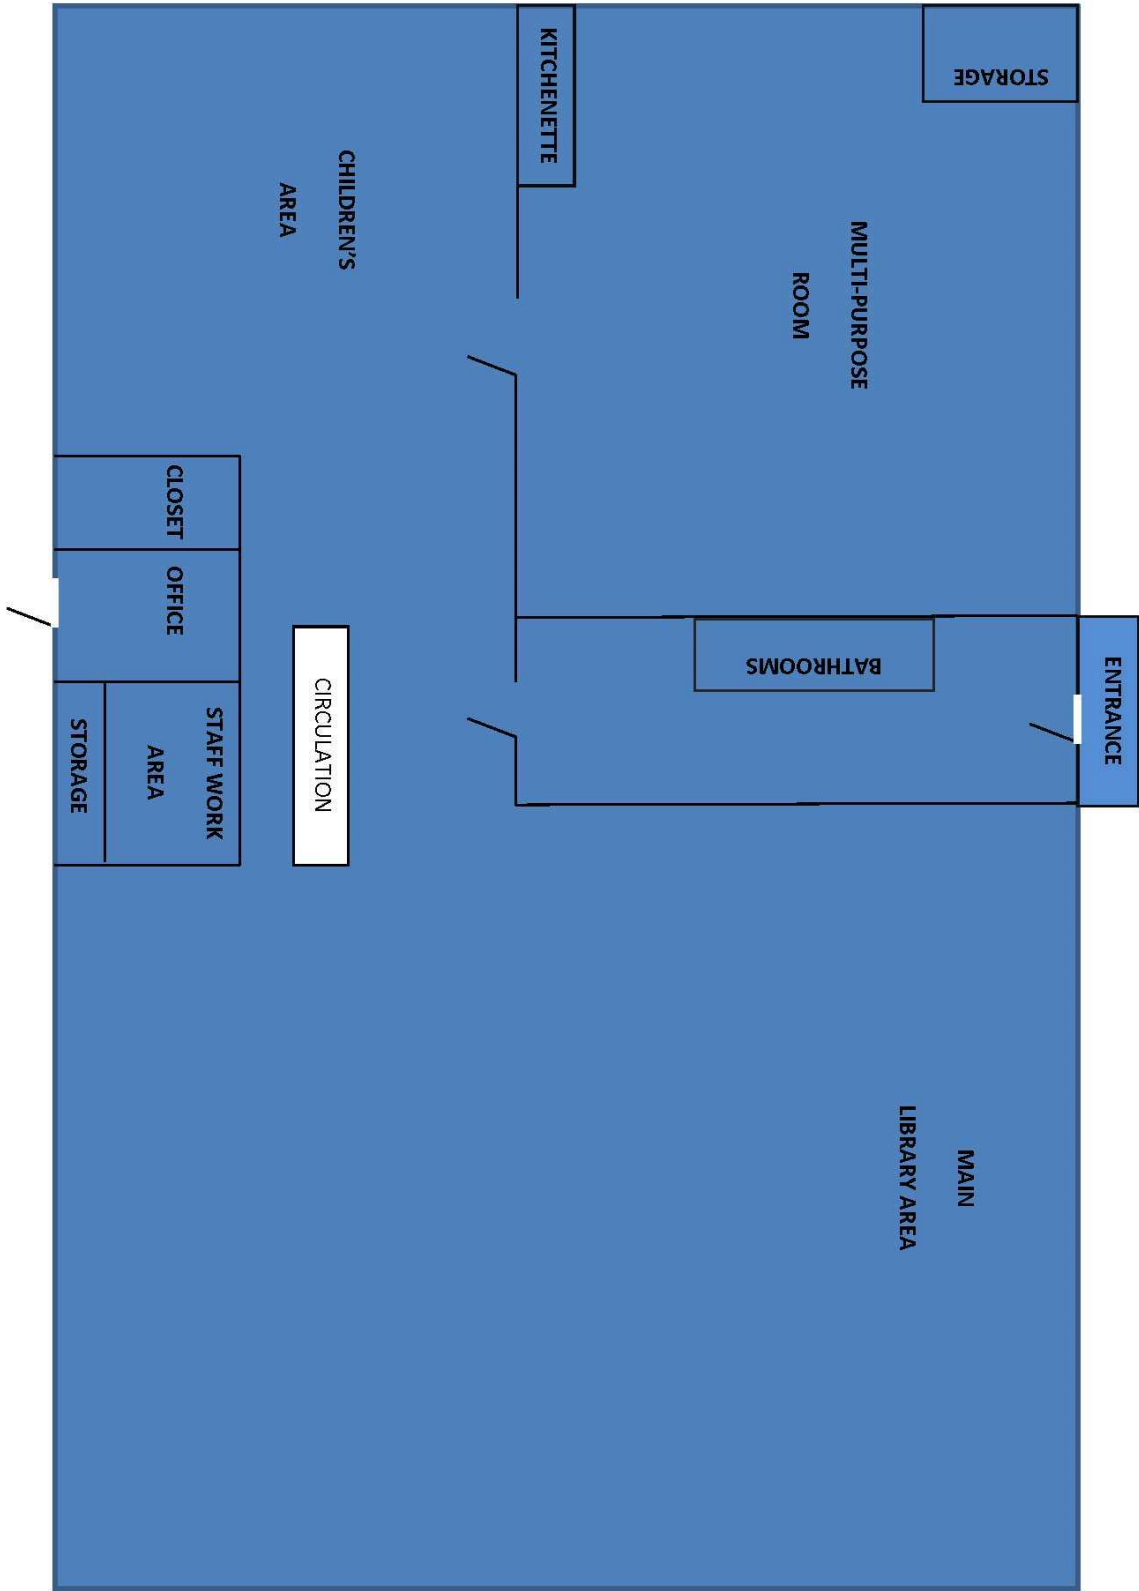 KITCHENETTE
STORAGE
CHILDREN'S
AREA
MULTI-PURPOSE
ROOM
CLOSET
OFFICE
STAFF WORK
AREA
STORAGE
CIRCULATION
BATHROOMS
ENTRANCE
MAIN
LIBRARY AREA